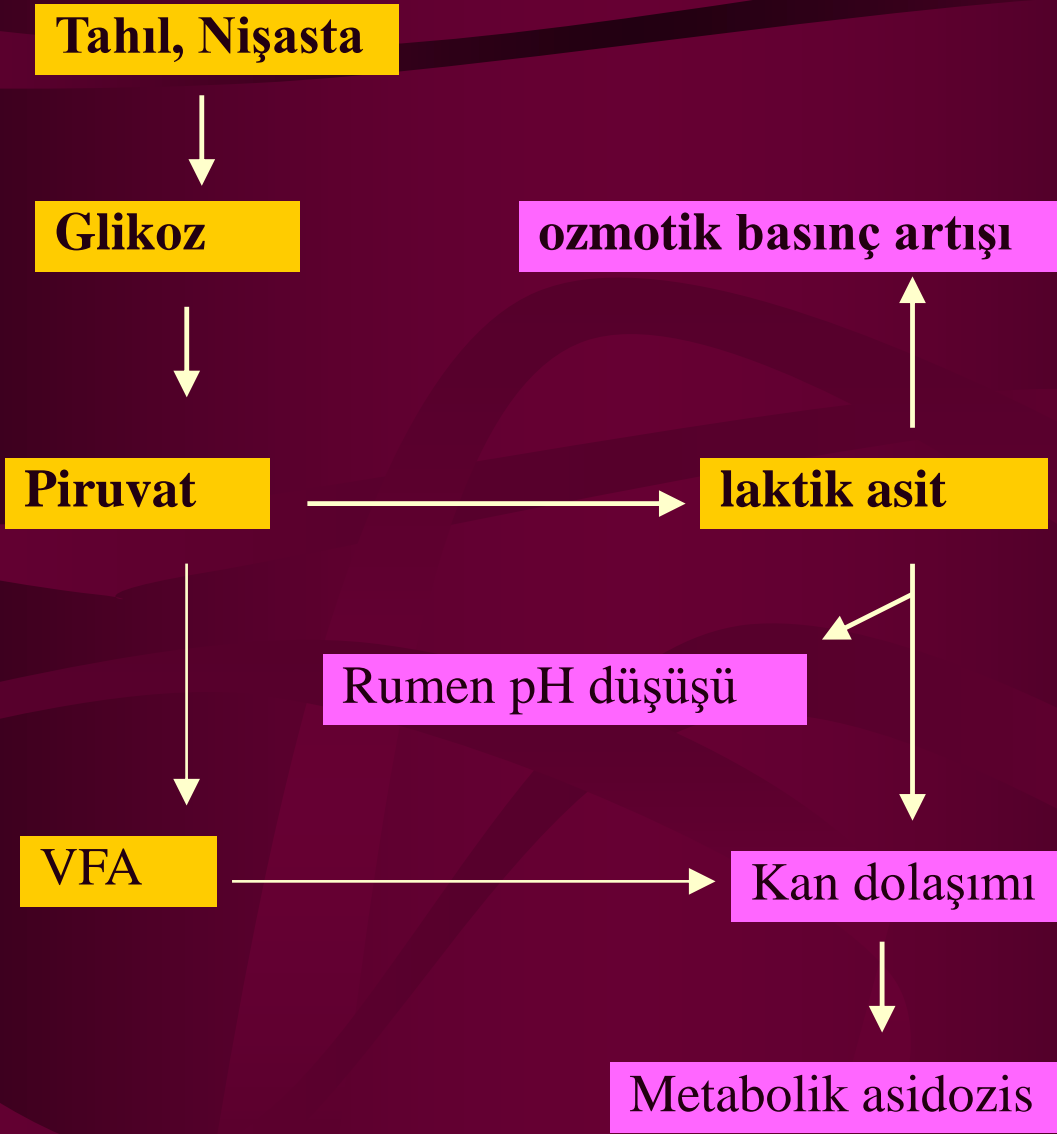 Tahıl, Nişasta
Glikoz
ozmotik basınç artışı
Piruvat
laktik asit
Rumen pH düşüşü
VFA
Kan dolaşımı
Metabolik asidozis